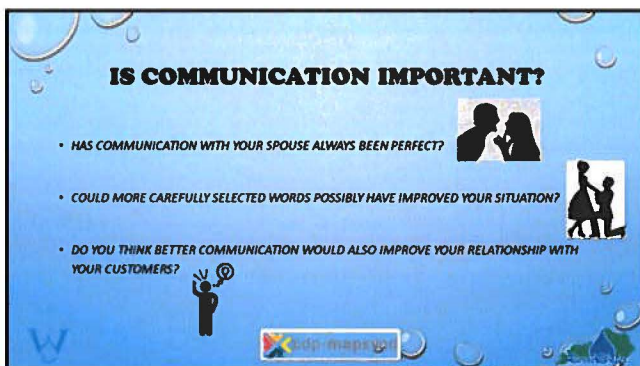 IS COMMUNICATION IMPORTANT?
• HAS COMMUNICATION WITH YOUR SPOUSE ALWAYS BEEN PERFECT?
• COULD MORE CAREFULLY SELECTED WORDS POSSIBLY HAVE IMPROVED YOUR SITUATION?
• DO YOU THINK BETTER COMMUNICATION WOULD ALSO IMPROVE YOUR RELATIONSHIP WITH
YOUR CUSTOMERS?